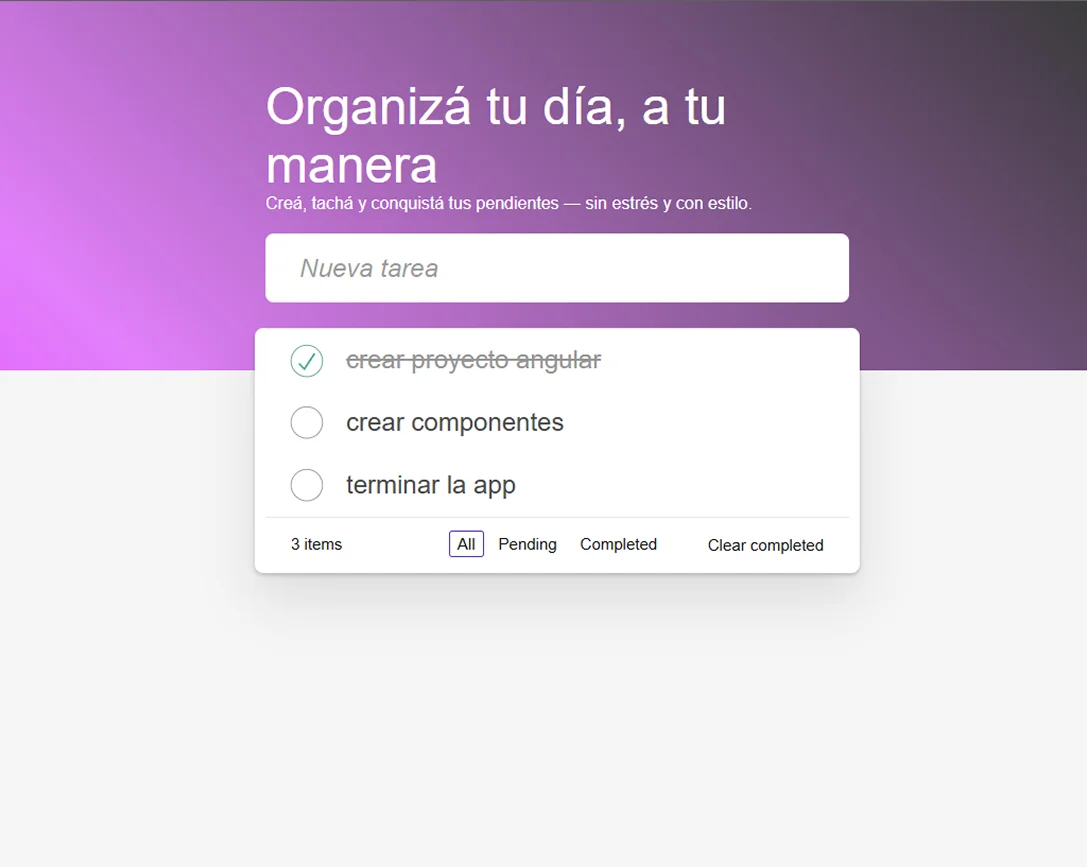 Organizá tu día, a tu
manera
Creá, tachá y conquistá tus pendientes — sin estrés y con estilo.
Nueva tarea
crear proyecto angular
crear componentes
terminar la app
3 items All Pending Completed Clear completed